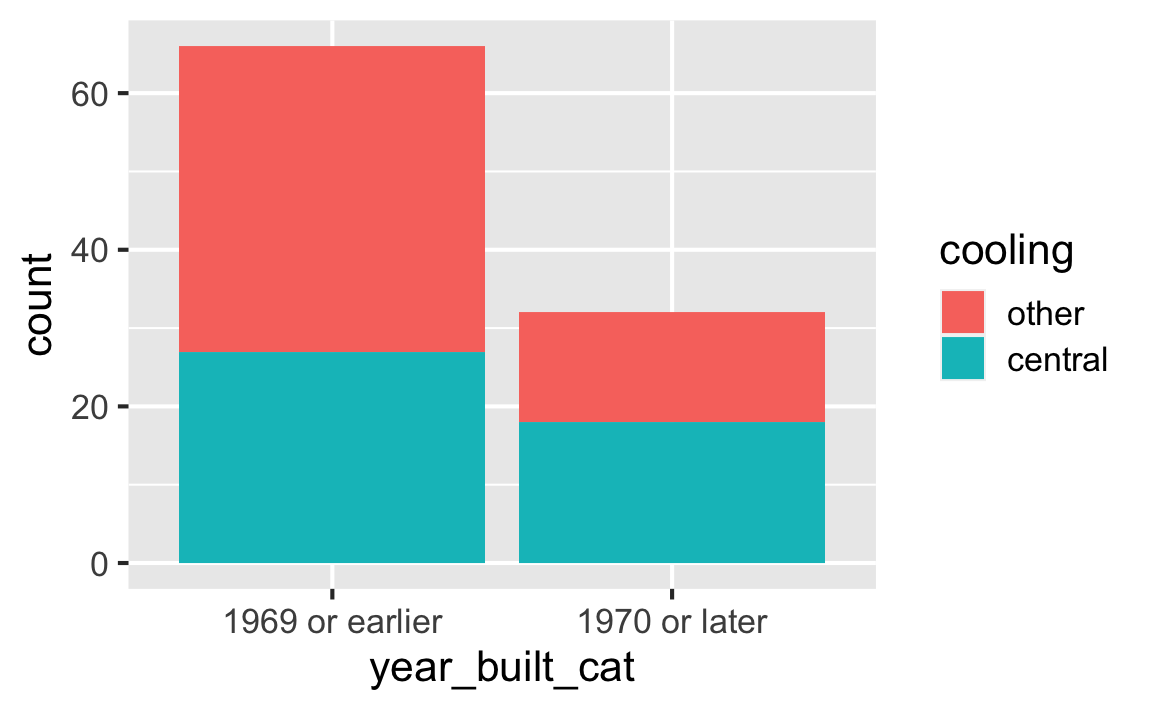 count
60
40
20
0
1969 or earlier
1970 or later
year_built_cat
cooling
other
central